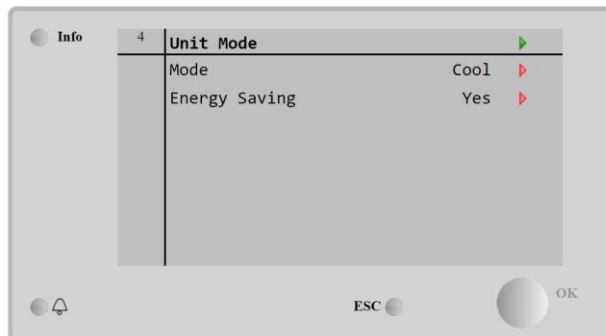 Info
4 Unit Mode
Mode Cool
Energy Saving Yes
ESC
OK